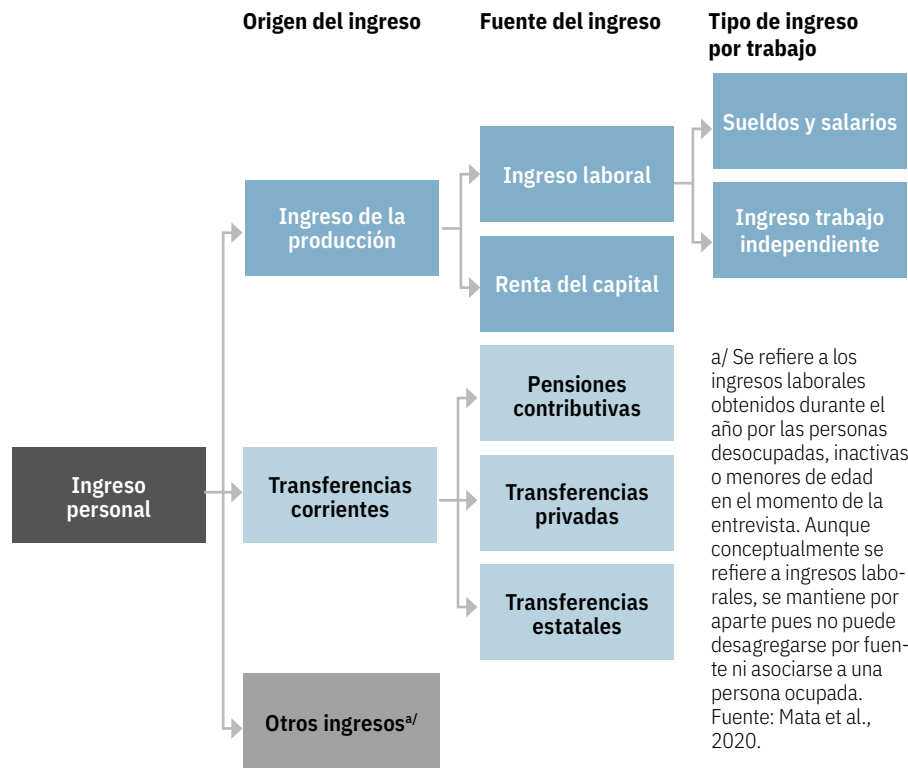 Origen del ingreso
Fuente del ingreso
Tipo de ingreso
por trabajo
Sueldos y salarios
Ingreso laboral
Ingreso de la
producción
Ingreso trabajo
independiente
Renta del capital
Pensiones
contributivas
Ingreso
personal
Transferencias
corrientes
Transferencias
privadas
Transferencias
estatales
Otros ingresosa/
a/ Se refiere a los
ingresos laborales
obtenidos durante el
año por las personas
desocupadas, inactivas
o menores de edad
en el momento de la
entrevista. Aunque
conceptualmente se
refiere a ingresos labo-
rales, se mantiene por
aparte pues no puede
desagregarse por fuen-
te ni asociarse a una
persona ocupada.
Fuente: Mata et al.,
2020.